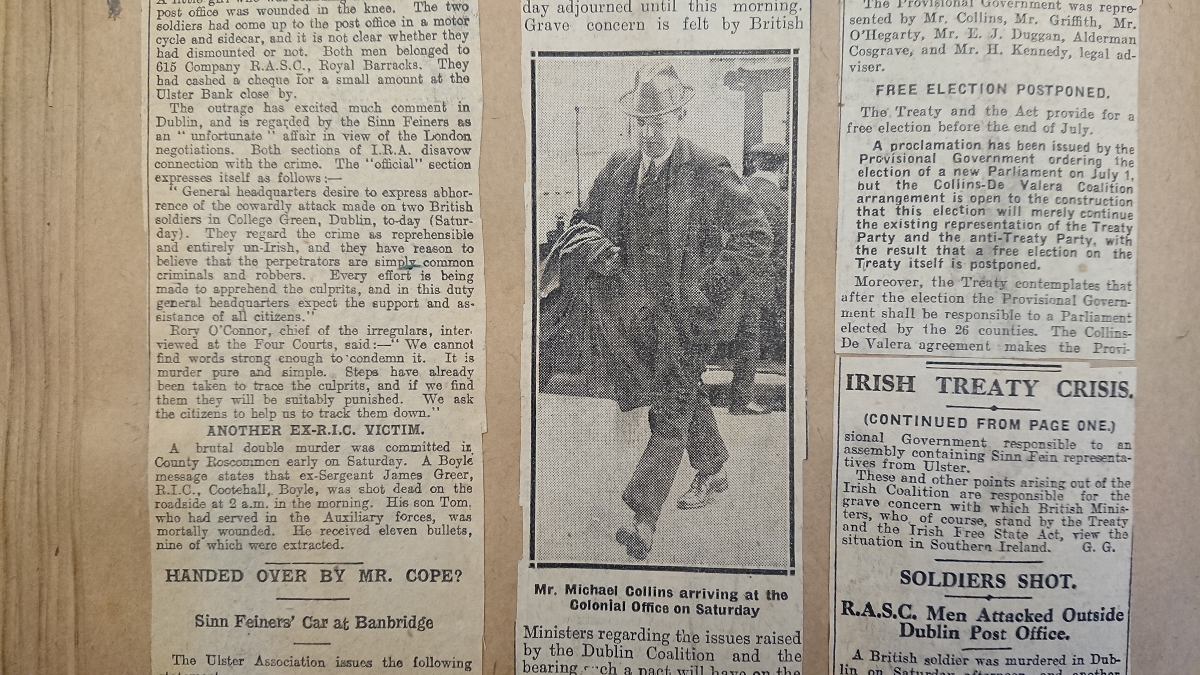 post office was wounded in the knee. The two
soldiers had come up to the post office in a motor
cycle and sidecar, and it is not clear whether they
had dismounted or not. Both men belonged to
615 Company R.A.S.C., Royal Barracks. They
had cashed a cheque for a small amount at the
Ulster Bank close by.
The outrage has excited much comment in
Dublin, and is regarded by the Sinn Feiners as
an "unfortunate" affair in view of the London
negotiations. Both sections of I.R.A. disavow
connection with the crime. The "official" section
expresses itself as follows:—
"General headquarters desire to express abhor-
rence of the cowardly attack made on two British
soldiers in College Green, Dublin, to-day (Satur-
day). They regard the crime as reprehensible
and entirely un-Irish, and they have reason to
believe that the perpetrators are simply common
criminals and robbers. Every effort is being
made to apprehend the culprits, and in this duty
general headquarters expect the support and as-
sistance of all citizens."
Rory O'Connor, chief of the irregulars, inter-
viewed at the Four Courts, said:—"We cannot
find words strong enough to condemn it. It is
murder pure and simple. Steps have already
been taken to trace the culprits, and if we find
them they will be suitably punished. We ask
the citizens to help us to track them down."
ANOTHER EX-R.I.C. VICTIM.
A brutal double murder was committed in
County Roscommon early on Saturday. A Boyle
message states that ex-Sergeant James Greer,
R.I.C., Cootehall, Boyle, was shot dead on the
roadside at 2 a.m. in the morning. His son Tom,
who had served in the Auxiliary forces, was
mortally wounded. He received eleven bullets,
nine of which were extracted.
HANDED OVER BY MR. COPE?
Sinn Feiners' Car at Banbridge
The Ulster Association issues the following
day adjourned until this morning.
Grave concern is felt by British
Mr. Michael Collins arriving at the
Colonial Office on Saturday
Ministers regarding the issues raised
by the Dublin Coalition and the
bearing such a pact will have on the
The Provisional Government was repre-
sented by Mr. Collins, Mr. Griffith, Mr.
O'Hegarty, Mr. E. J. Duggan, Alderman
Cosgrave, and Mr. H. Kennedy, legal ad-
viser.
FREE ELECTION POSTPONED.
The Treaty and the Act provide for a
free election before the end of July.
A proclamation has been issued by the
Provisional Government ordering the
election of a new Parliament on July 1,
but the Collins-De Valera Coalition
arrangement is open to the construction
that this election will merely continue
the existing representation of the Treaty
Party and the anti-Treaty Party, with
the result that a free election on the
Treaty itself is postponed.
Moreover, the Treaty contemplates that
after the election the Provisional Govern-
ment shall be responsible to a Parliament
elected by the 26 counties. The Collins-
De Valera agreement makes the Provi-
IRISH TREATY CRISIS.
(CONTINUED FROM PAGE ONE.)
sional Government responsible to an
assembly containing Sinn Fein representa-
tives from Ulster.
These and other points arising out of the
Irish Coalition are responsible for the
grave concern with which British Minis-
ters, who, of course, stand by the Treaty
and the Irish Free State Act, view the
situation in Southern Ireland. G. G.
SOLDIERS SHOT.
R.A.S.C. Men Attacked Outside
Dublin Post Office.
A British soldier was murdered in Dub-
lin on Saturday afternoon, and another